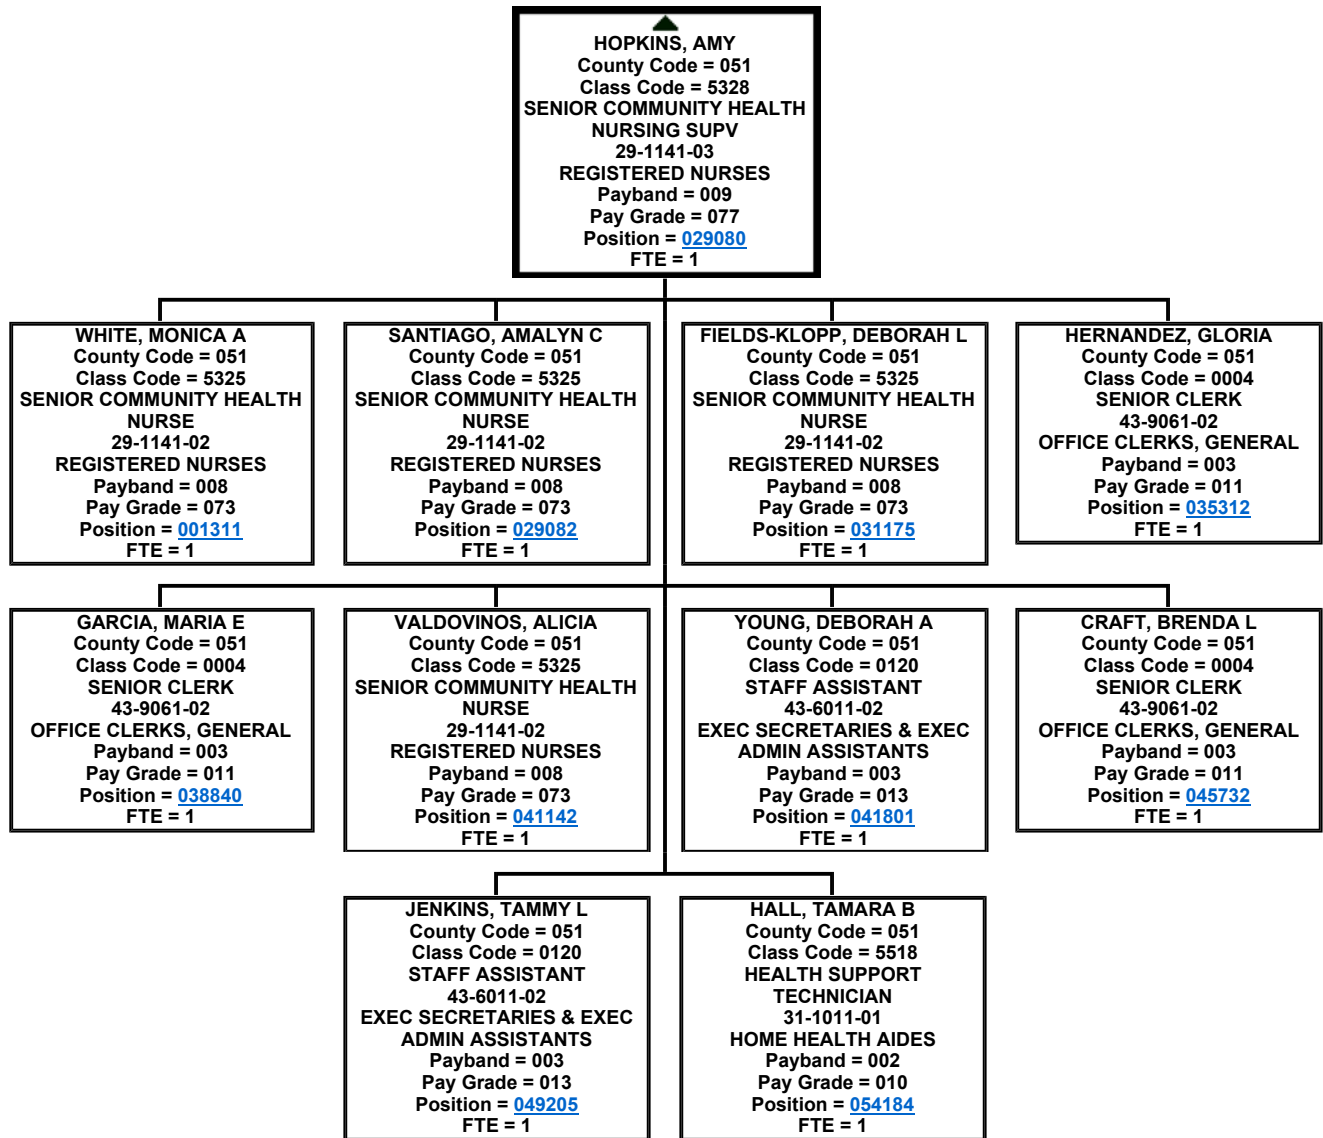 HOPKINS, AMY
County Code = 051
Class Code = 5328
SENIOR COMMUNITY HEALTH
NURSING SUPV
29-1141-03
REGISTERED NURSES
Payband = 009
Pay Grade = 077
Position = 029080
FTE = 1
WHITE, MONICA A
County Code = 051
Class Code = 5325
SENIOR COMMUNITY HEALTH
NURSE
29-1141-02
REGISTERED NURSES
Payband = 008
Pay Grade = 073
Position = 001311
FTE = 1
SANTIAGO, AMALYN C
County Code = 051
Class Code = 5325
SENIOR COMMUNITY HEALTH
NURSE
29-1141-02
REGISTERED NURSES
Payband = 008
Pay Grade = 073
Position = 029082
FTE = 1
FIELDS-KLOPP, DEBORAH L
County Code = 051
Class Code = 5325
SENIOR COMMUNITY HEALTH
NURSE
29-1141-02
REGISTERED NURSES
Payband = 008
Pay Grade = 073
Position = 031175
FTE = 1
HERNANDEZ, GLORIA
County Code = 051
Class Code = 0004
SENIOR CLERK
43-9061-02
OFFICE CLERKS, GENERAL
Payband = 003
Pay Grade = 011
Position = 035312
FTE = 1
GARCIA, MARIA E
County Code = 051
Class Code = 0004
SENIOR CLERK
43-9061-02
OFFICE CLERKS, GENERAL
Payband = 003
Pay Grade = 011
Position = 038840
FTE = 1
VALDOVINOS, ALICIA
County Code = 051
Class Code = 5325
SENIOR COMMUNITY HEALTH
NURSE
29-1141-02
REGISTERED NURSES
Payband = 008
Pay Grade = 073
Position = 041142
FTE = 1
YOUNG, DEBORAH A
County Code = 051
Class Code = 0120
STAFF ASSISTANT
43-6011-02
EXEC SECRETARIES & EXEC
ADMIN ASSISTANTS
Payband = 003
Pay Grade = 013
Position = 041801
FTE = 1
CRAFT, BRENDA L
County Code = 051
Class Code = 0004
SENIOR CLERK
43-9061-02
OFFICE CLERKS, GENERAL
Payband = 003
Pay Grade = 011
Position = 045732
FTE = 1
JENKINS, TAMMY L
County Code = 051
Class Code = 0120
STAFF ASSISTANT
43-6011-02
EXEC SECRETARIES & EXEC
ADMIN ASSISTANTS
Payband = 003
Pay Grade = 013
Position = 049205
FTE = 1
HALL, TAMARA B
County Code = 051
Class Code = 5518
HEALTH SUPPORT
TECHNICIAN
31-1011-01
HOME HEALTH AIDES
Payband = 002
Pay Grade = 010
Position = 054184
FTE = 1